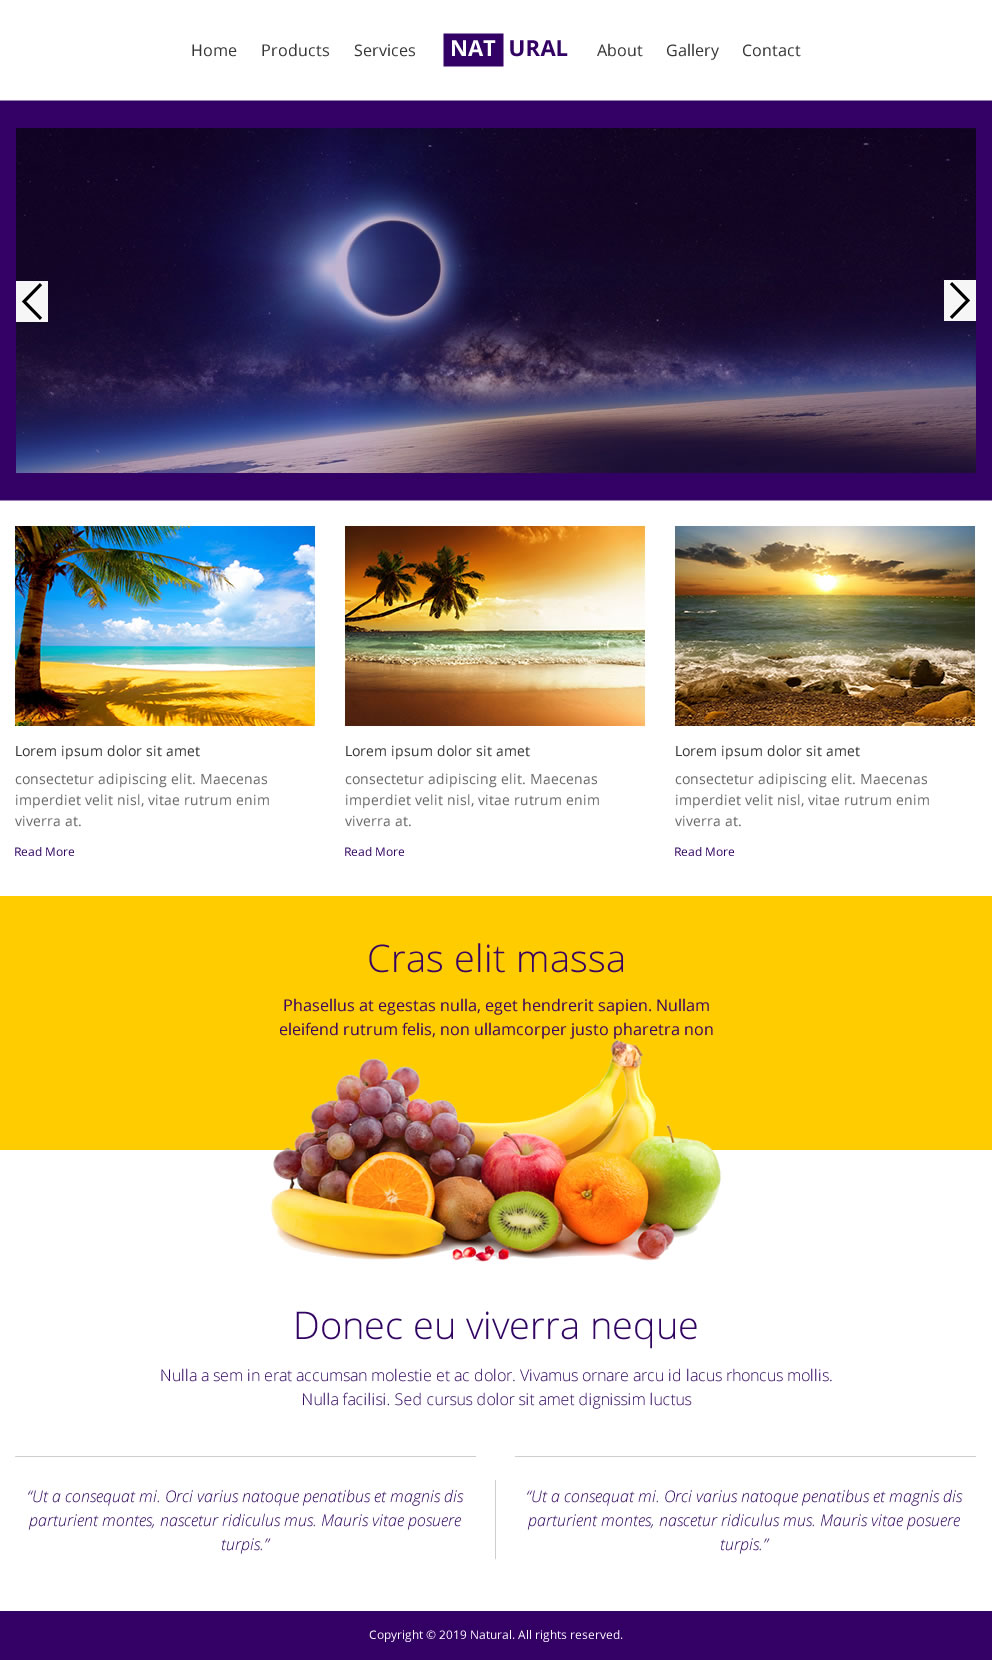 Home Products Services NAT URAL About Gallery Contact
Lorem ipsum dolor sit amet
consectetur adipiscing elit. Maecenas
imperdiet velit nisl, vitae rutrum enim
viverra at.
Read More
Lorem ipsum dolor sit amet
consectetur adipiscing elit. Maecenas
imperdiet velit nisl, vitae rutrum enim
viverra at.
Read More
Lorem ipsum dolor sit amet
consectetur adipiscing elit. Maecenas
imperdiet velit nisl, vitae rutrum enim
viverra at.
Read More
Cras elit massa
Phasellus at egestas nulla, eget hendrerit sapien. Nullam
eleifend rutrum felis, non ullamcorper justo pharetra non
Donec eu viverra neque
Nulla a sem in erat accumsan molestie et ac dolor. Vivamus ornare arcu id lacus rhoncus mollis.
Nulla facilisi. Sed cursus dolor sit amet dignissim luctus
“Ut a consequat mi. Orci varius natoque penatibus et magnis dis
parturient montes, nascetur ridiculus mus. Mauris vitae posuere
turpis.”
“Ut a consequat mi. Orci varius natoque penatibus et magnis dis
parturient montes, nascetur ridiculus mus. Mauris vitae posuere
turpis.”
Copyright © 2019 Natural. All rights reserved.